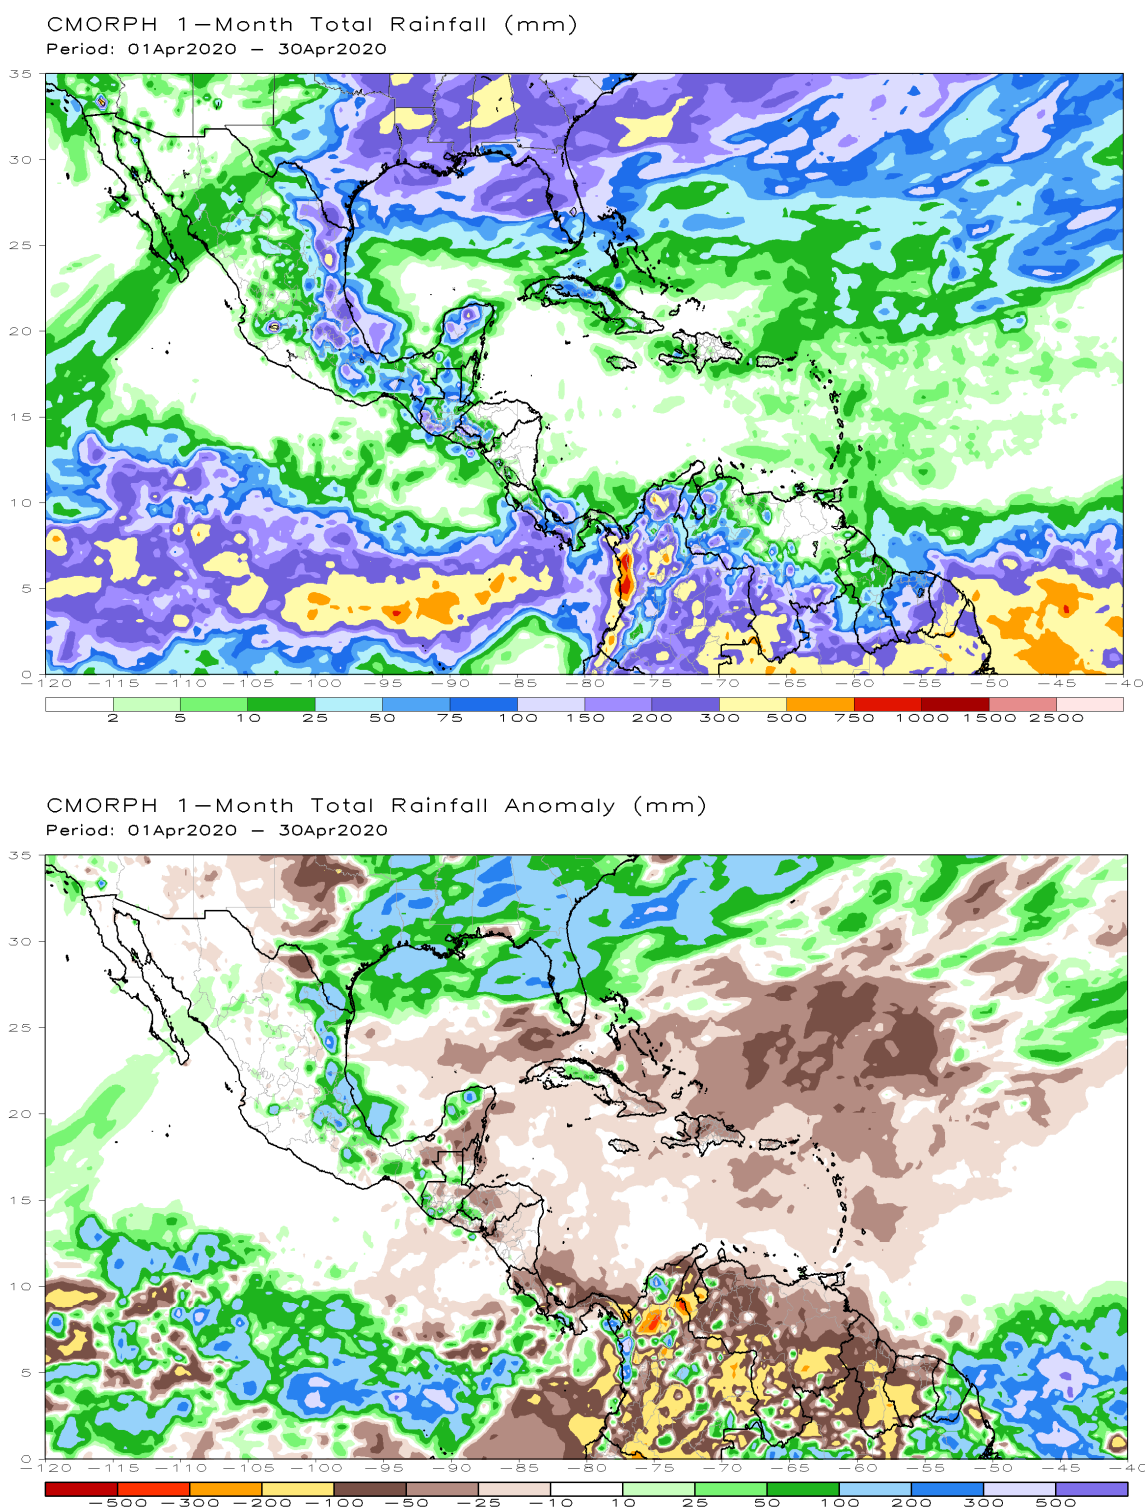 CMORPH 1-Month Total Rainfall (mm)
Period: 01Apr2020 - 30Apr2020
35
30
25
20
15
10
5
0
-120 -115 -110 -105 -100 -95 -90 -85 -80 -75 -70 -65 -60 -55 -50 -45 -40
2 5 10 25 50 75 100 150 200 300 500 750 1000 1500 2500
CMORPH 1-Month Total Rainfall Anomaly (mm)
Period: 01Apr2020 - 30Apr2020
35
30
25
20
15
10
5
0
-120 -115 -110 -105 -100 -95 -90 -85 -80 -75 -70 -65 -60 -55 -50 -45 -40
-500 -300 -200 -100 -50 -25 -10 10 25 50 100 200 300 500